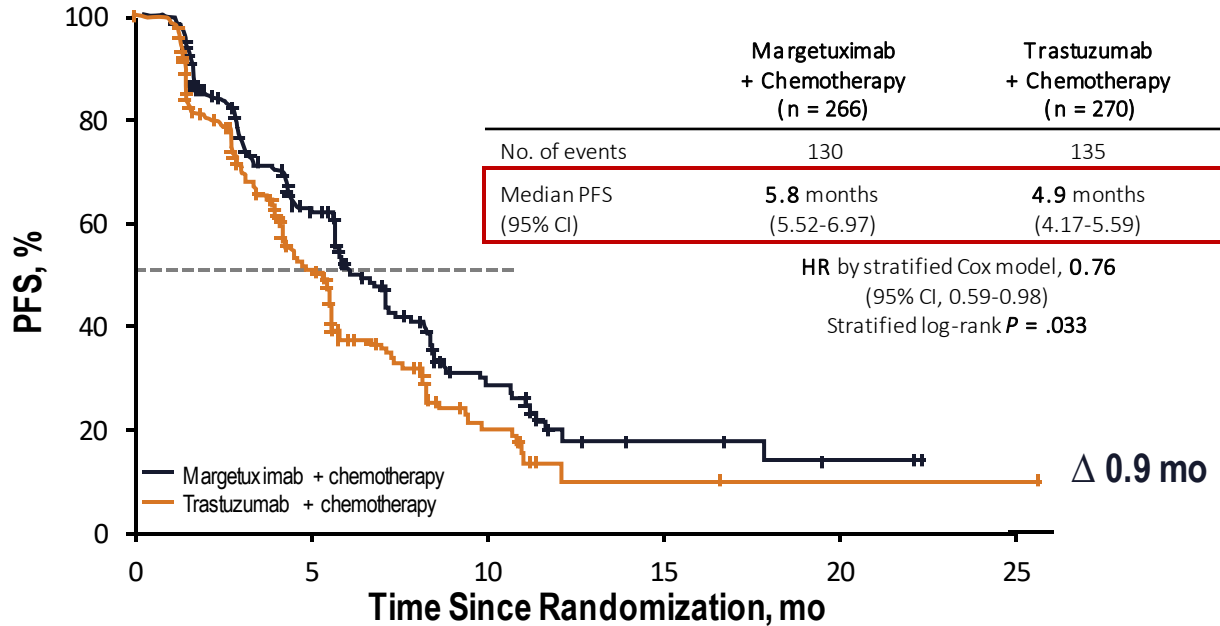 Margetuximab
+ Chemotherapy
(n = 266)
Trastuzumab
+ Chemotherapy
(n = 270)
No. of events 130 135
Median PFS 5.8 months 4.9 months
(95% CI) (5.52-6.97) (4.17-5.59)
HR by stratified Cox model, 0.76
(95% CI, 0.59-0.98)
Stratified log-rank P = .033
PFS, %
100
80
60
40
20
0
Margetuximab + chemotherapy
Trastuzumab + chemotherapy
Δ 0.9 mo
0 5 10 15 20 25
Time Since Randomization, mo